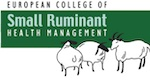 EUROPEAN COLLEGE OF
Small Ruminant
HEALTH MANAGEMENT